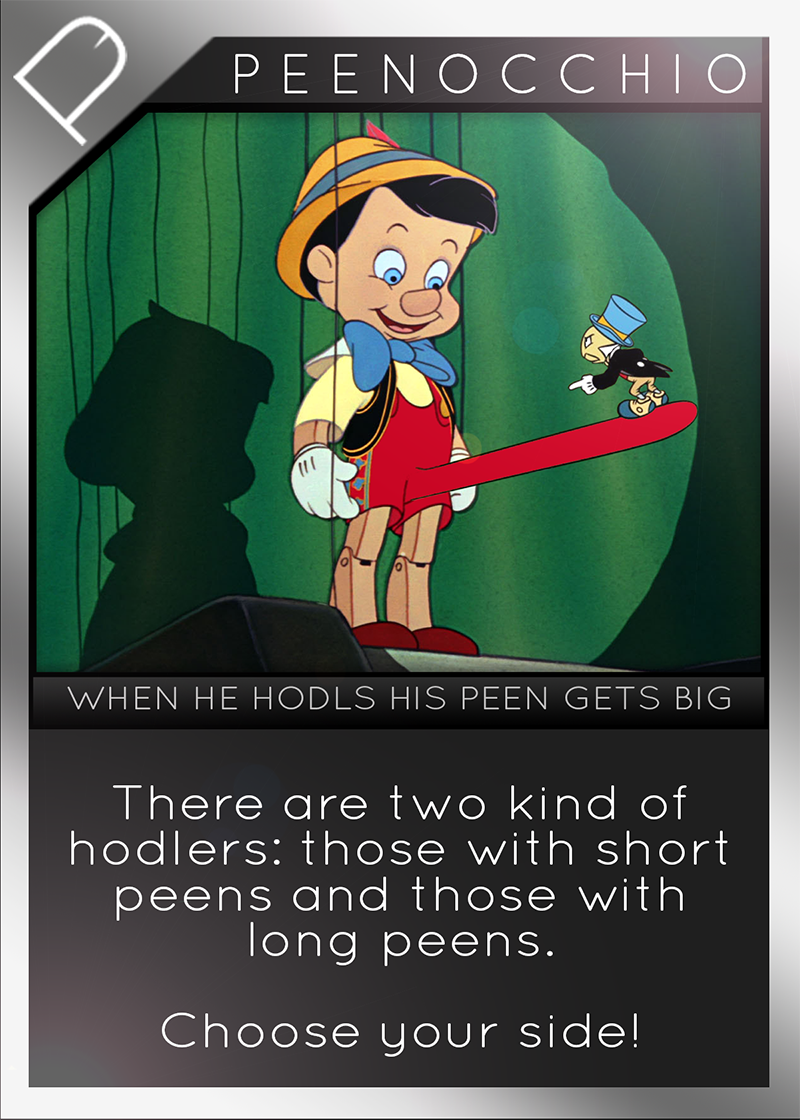 PEENOCCHIO
WHEN HE HODLS HIS PEEN GETS BIG
There are two kind of
hodlers: those with short
peens and those with
long peens.
Choose your side!